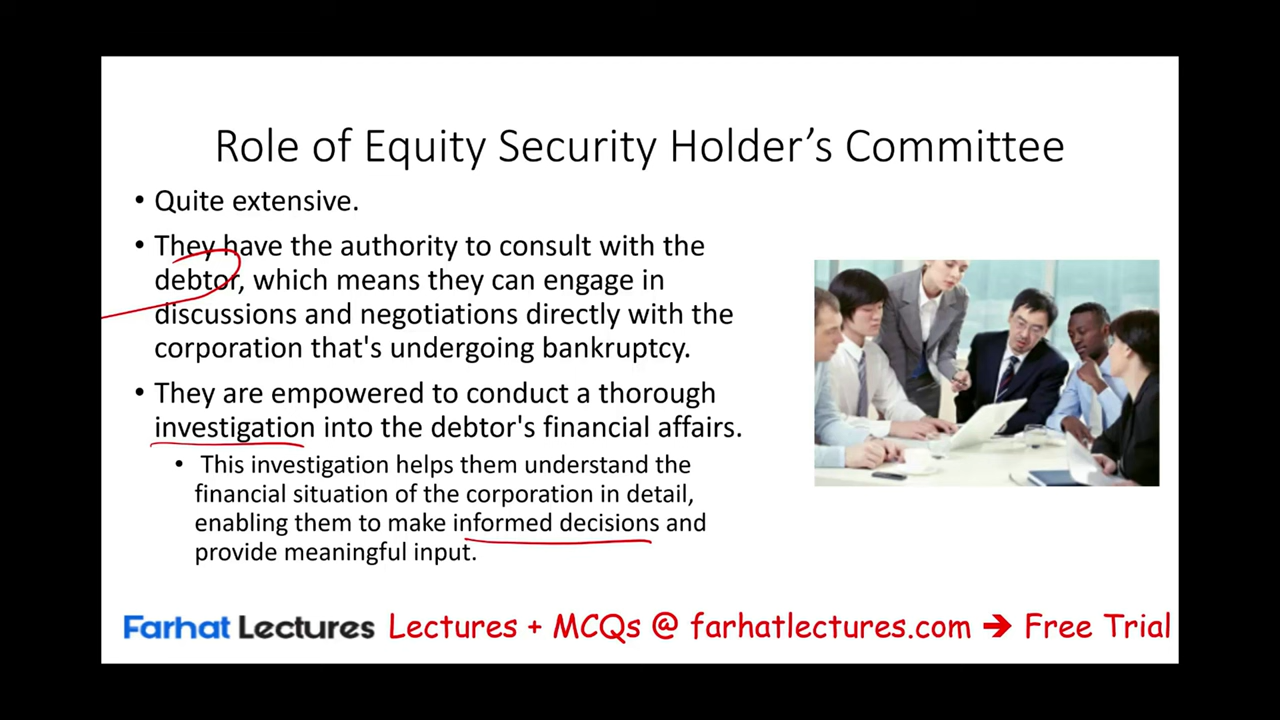 Role of Equity Security Holder’s Committee
• Quite extensive.
• They have the authority to consult with the
debtor, which means they can engage in
discussions and negotiations directly with the
corporation that's undergoing bankruptcy.
• They are empowered to conduct a thorough
investigation into the debtor's financial affairs.
• This investigation helps them understand the
financial situation of the corporation in detail,
enabling them to make informed decisions and
provide meaningful input.
Farhat Lectures Lectures + MCQs @ farhatlectures.com → Free Trial